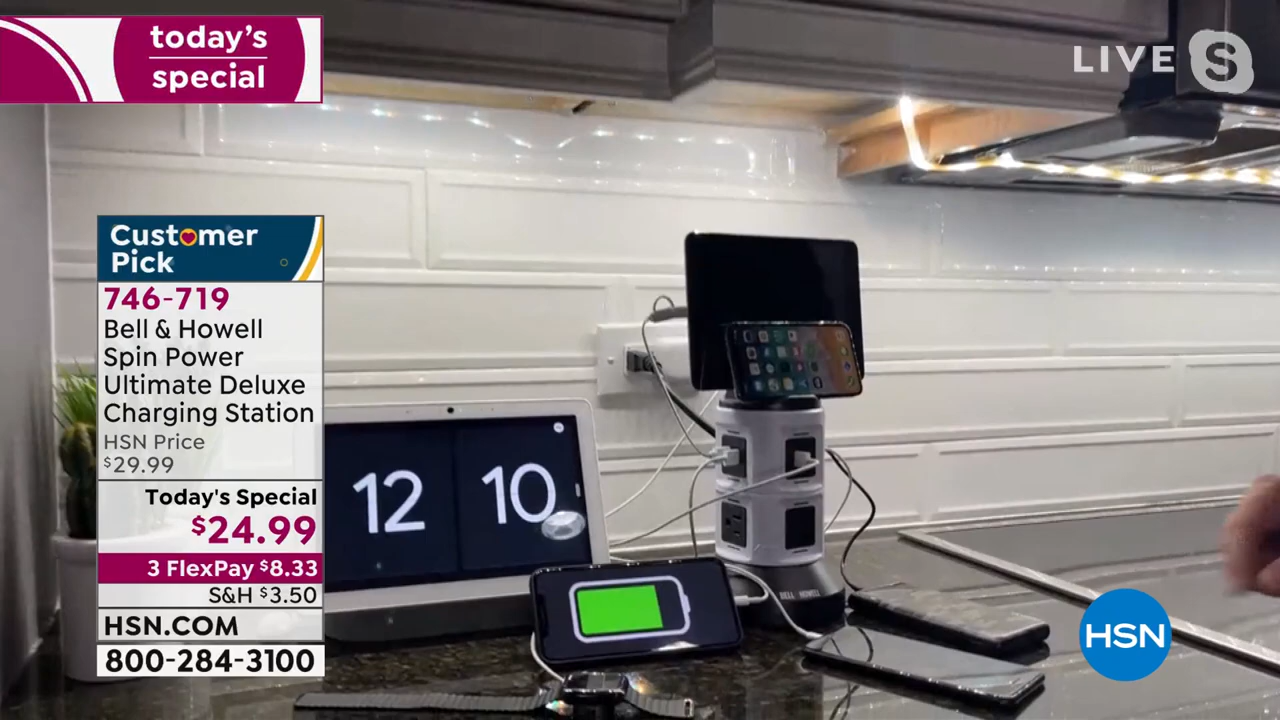 today's
special
LIVE S
Customer
Pick
746-719
Bell & Howell
Spin Power
Ultimate Deluxe
Charging Station
HSN Price
$29.99
Today's Special
$24.99
3 FlexPay $8.33
S&H $3.50
HSN.COM
800-284-3100
12 10
BELL HOWELL
HSN